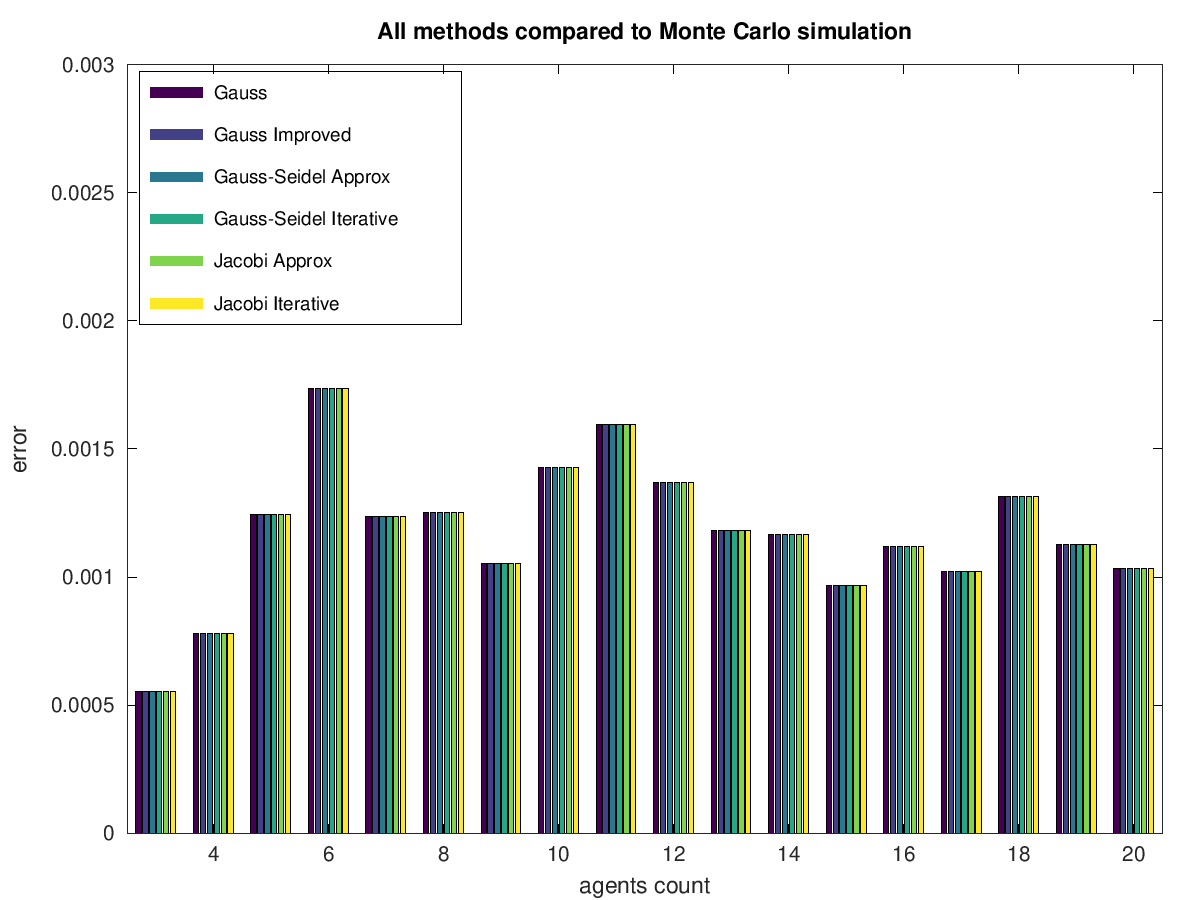 All methods compared to Monte Carlo simulation
0.003
0.0025
0.002
0.0015
0.001
0.0005
0
error
Gauss
Gauss Improved
Gauss-Seidel Approx
Gauss-Seidel Iterative
Jacobi Approx
Jacobi Iterative
4 6 8 10 12 14 16 18 20
agents count